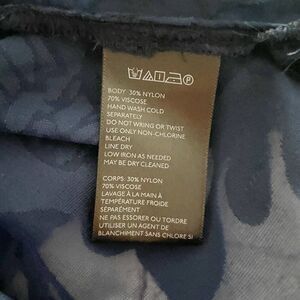 BODY: 30% NYLON
70% VISCOSE
HAND WASH COLD
SEPARATELY
DO NOT WRING OR TWIST
USE ONLY NON-CHLORINE
BLEACH
LINE DRY
LOW IRON AS NEEDED
MAY BE DRY CLEANED
CORPS: 30% NYLON
70% VISCOSE
LAVAGE À LA MAIN À
TEMPÉRATURE FROIDE
SÉPARÉMENT
NE PAS ESSORER OU TORDRE
UTILISER UN AGENT DE
BLANCHIMENT SANS CHLORE SI